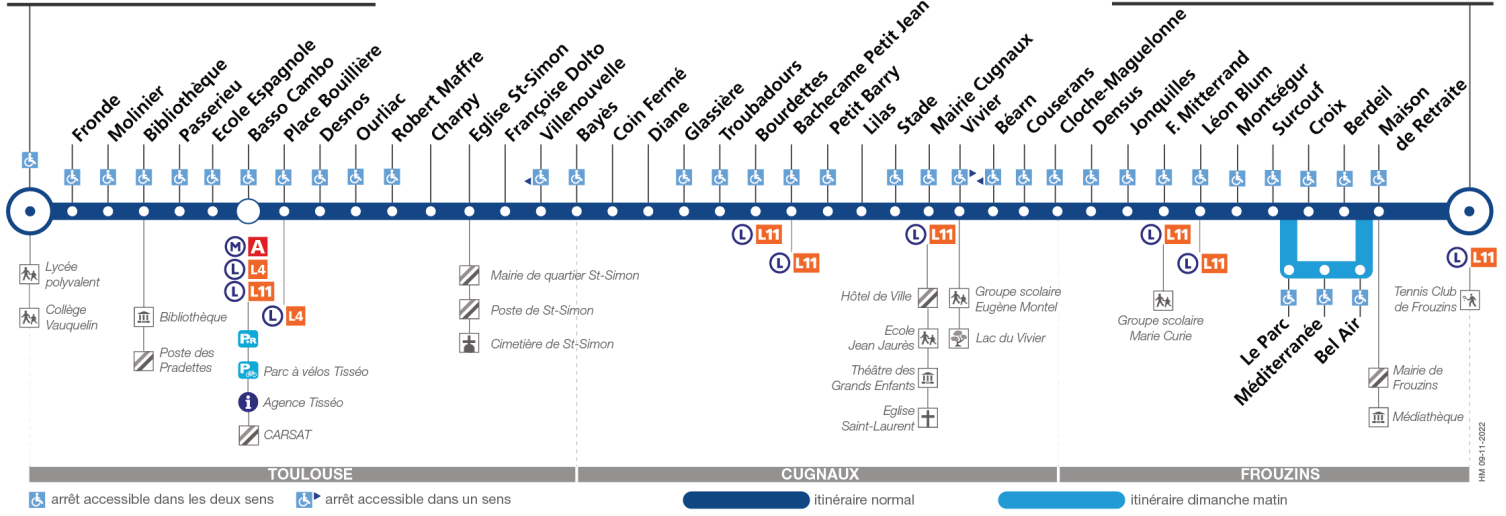 Fronde
Molinier
Bibliothèque
Passerieu
Ecole Espagnole
Basso Cambo
Place Bouillière
Desnos
Ourliac
Robert Maffre
Charpy
Eglise St-Simon
Françoise Dolto
Villenouvelle
Bayès
Coin Fermé
Diane
Glassière
Troubadours
Bourdettes
Bachecame Petit Jean
Petit Barry
Lilas
Stade
Mairie Cugnaux
Vivier
Béarn
Couserans
Cloche-Maguelonne
Densus
Jonquilles
F. Mitterrand
Léon Blum
Montségur
Surcouf
Croix
Berdeil
Maison
de Retraite
Lycée
polyvalent
Collège
Vauquelin
Bibliothèque
Poste des
Pradettes
M A
L L4
L L11
L L4
P+R
P
Parc à vélos Tisséo
i
Agence Tisséo
CARSAT
Mairie de quartier St-Simon
Poste de St-Simon
Cimetière de St-Simon
L L11
L L11
L L11
Hôtel de Ville
Ecole
Jean Jaurès
Théâtre des
Grands Enfants
Eglise
Saint-Laurent
Groupe scolaire
Eugène Montel
Lac du Vivier
L L11
L L11
Groupe scolaire
Marie Curie
Le Parc
Méditerranée
Bel Air
L L11
Tennis Club
de Frouzins
Mairie de
Frouzins
Médiathèque
HM 09-11-2022
TOULOUSE
CUGNAUX
FROUZINS
arrêt accessible dans les deux sens
arrêt accessible dans un sens
itinéraire normal
itinéraire dimanche matin